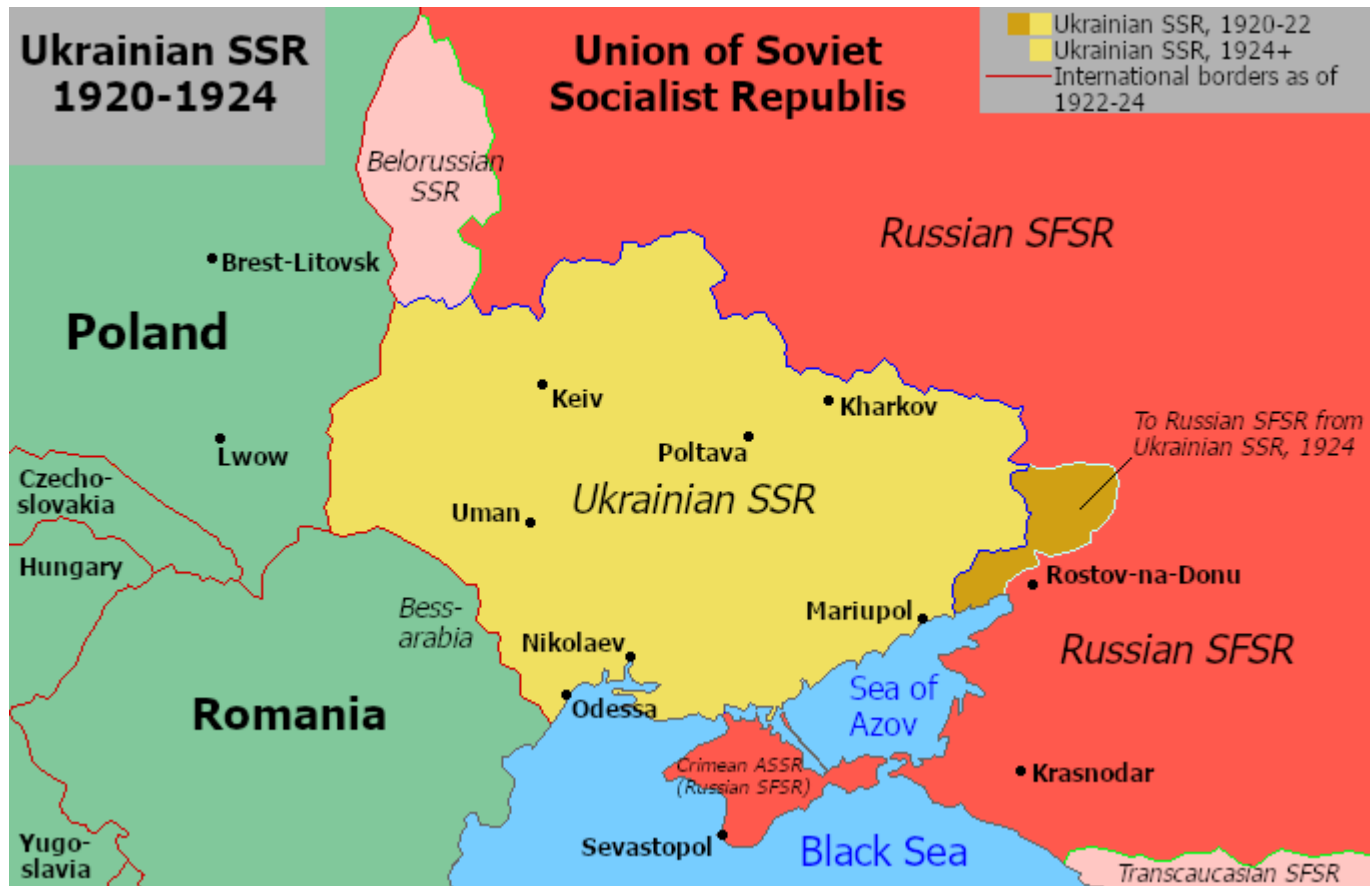 Ukrainian SSR
1920-1924
Union of Soviet
Socialist Republis
Ukrainian SSR, 1920-22
Ukrainian SSR, 1924+
International borders as of
1922-24
Belorussian
SSR
Russian SFSR
Brest-Litovsk
Poland
Keiv
Kharkov
To Russian SFSR from
Ukrainian SSR, 1924
Lwow
Poltava
Czecho-
slovakia
Ukrainian SSR
Uman
Hungary
Rostov-na-Donu
Bess-
arabia
Mariupol
Nikolaev
Russian SFSR
Romania
Odessa
Sea of
Azov
Crimean ASSR
(Russian SFSR)
Krasnodar
Yugo-
slavia
Sevastopol
Black Sea
Transcaucasian SFSR